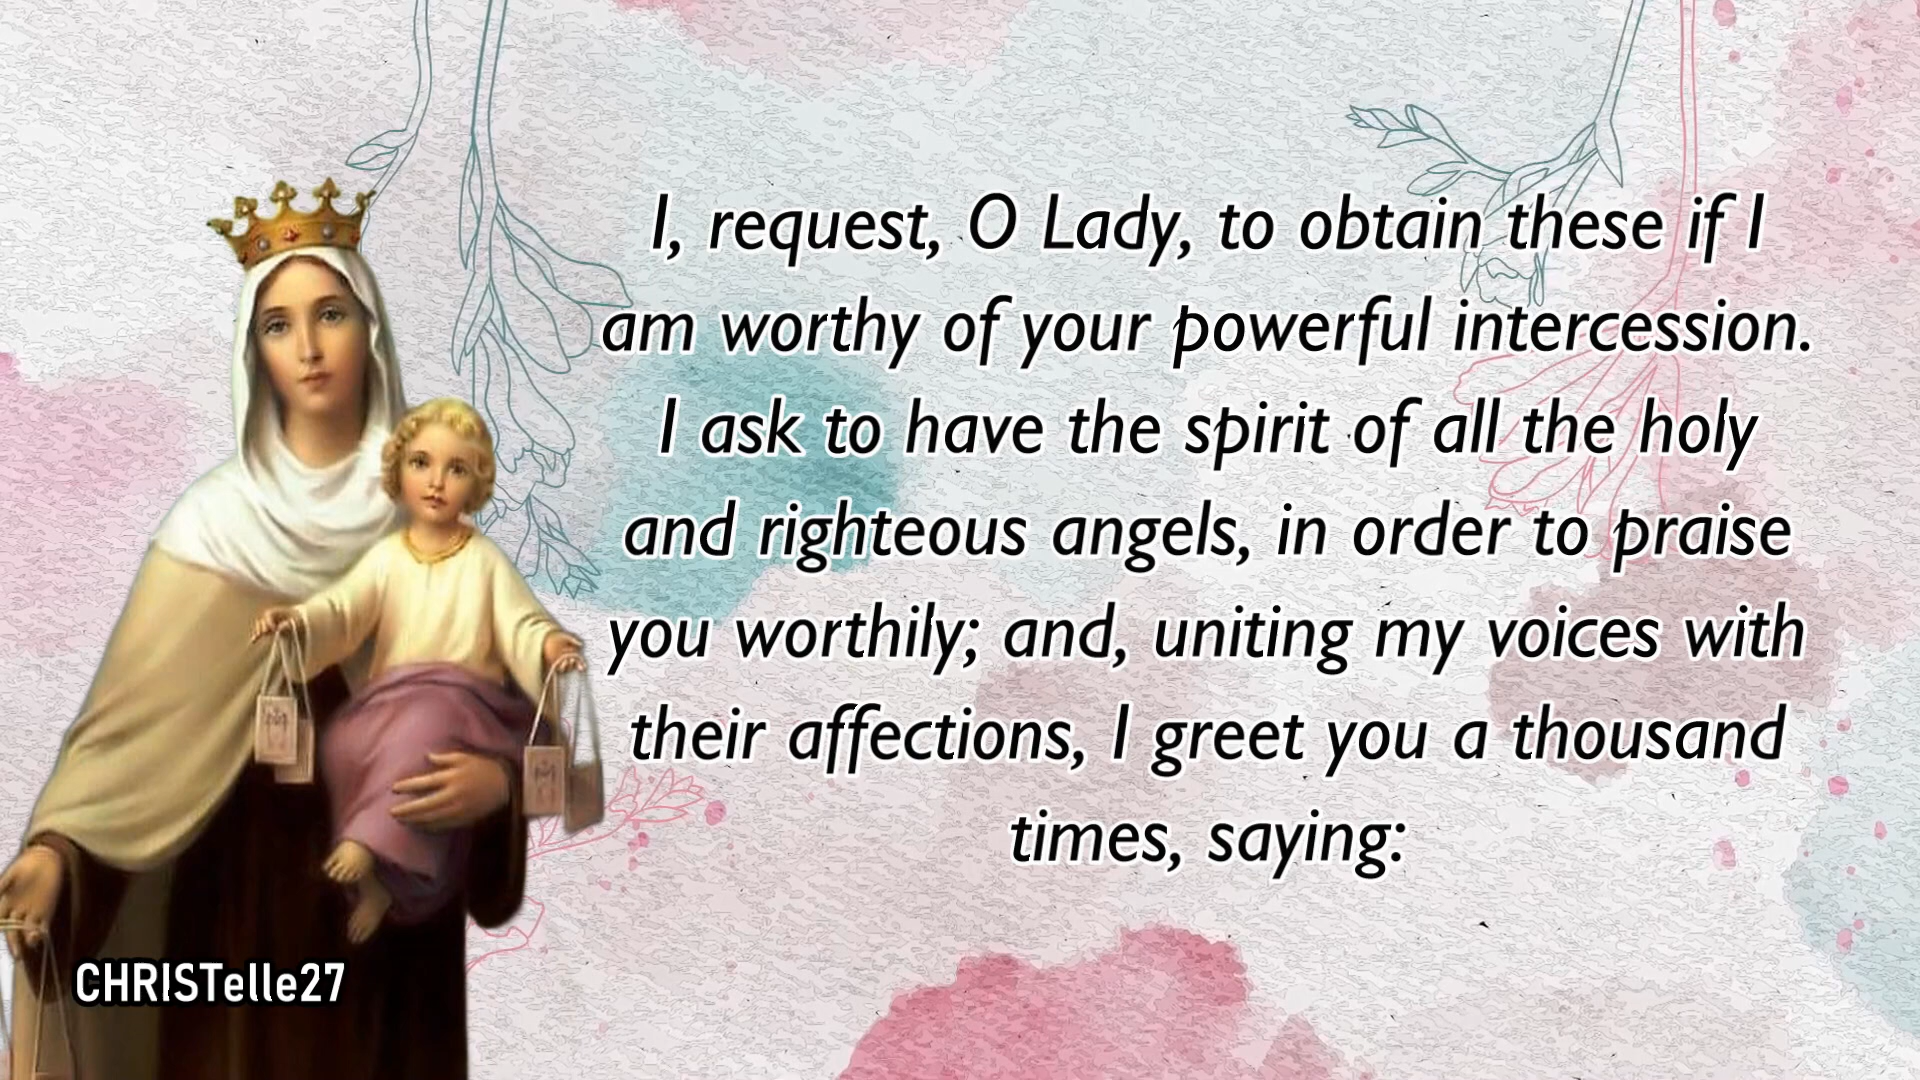 I, request, O Lady, to obtain these if I
am worthy of your powerful intercession.
I ask to have the spirit of all the holy
and righteous angels, in order to praise
you worthily; and, uniting my voices with
their affections, I greet you a thousand
times, saying:
CHRISTelle27